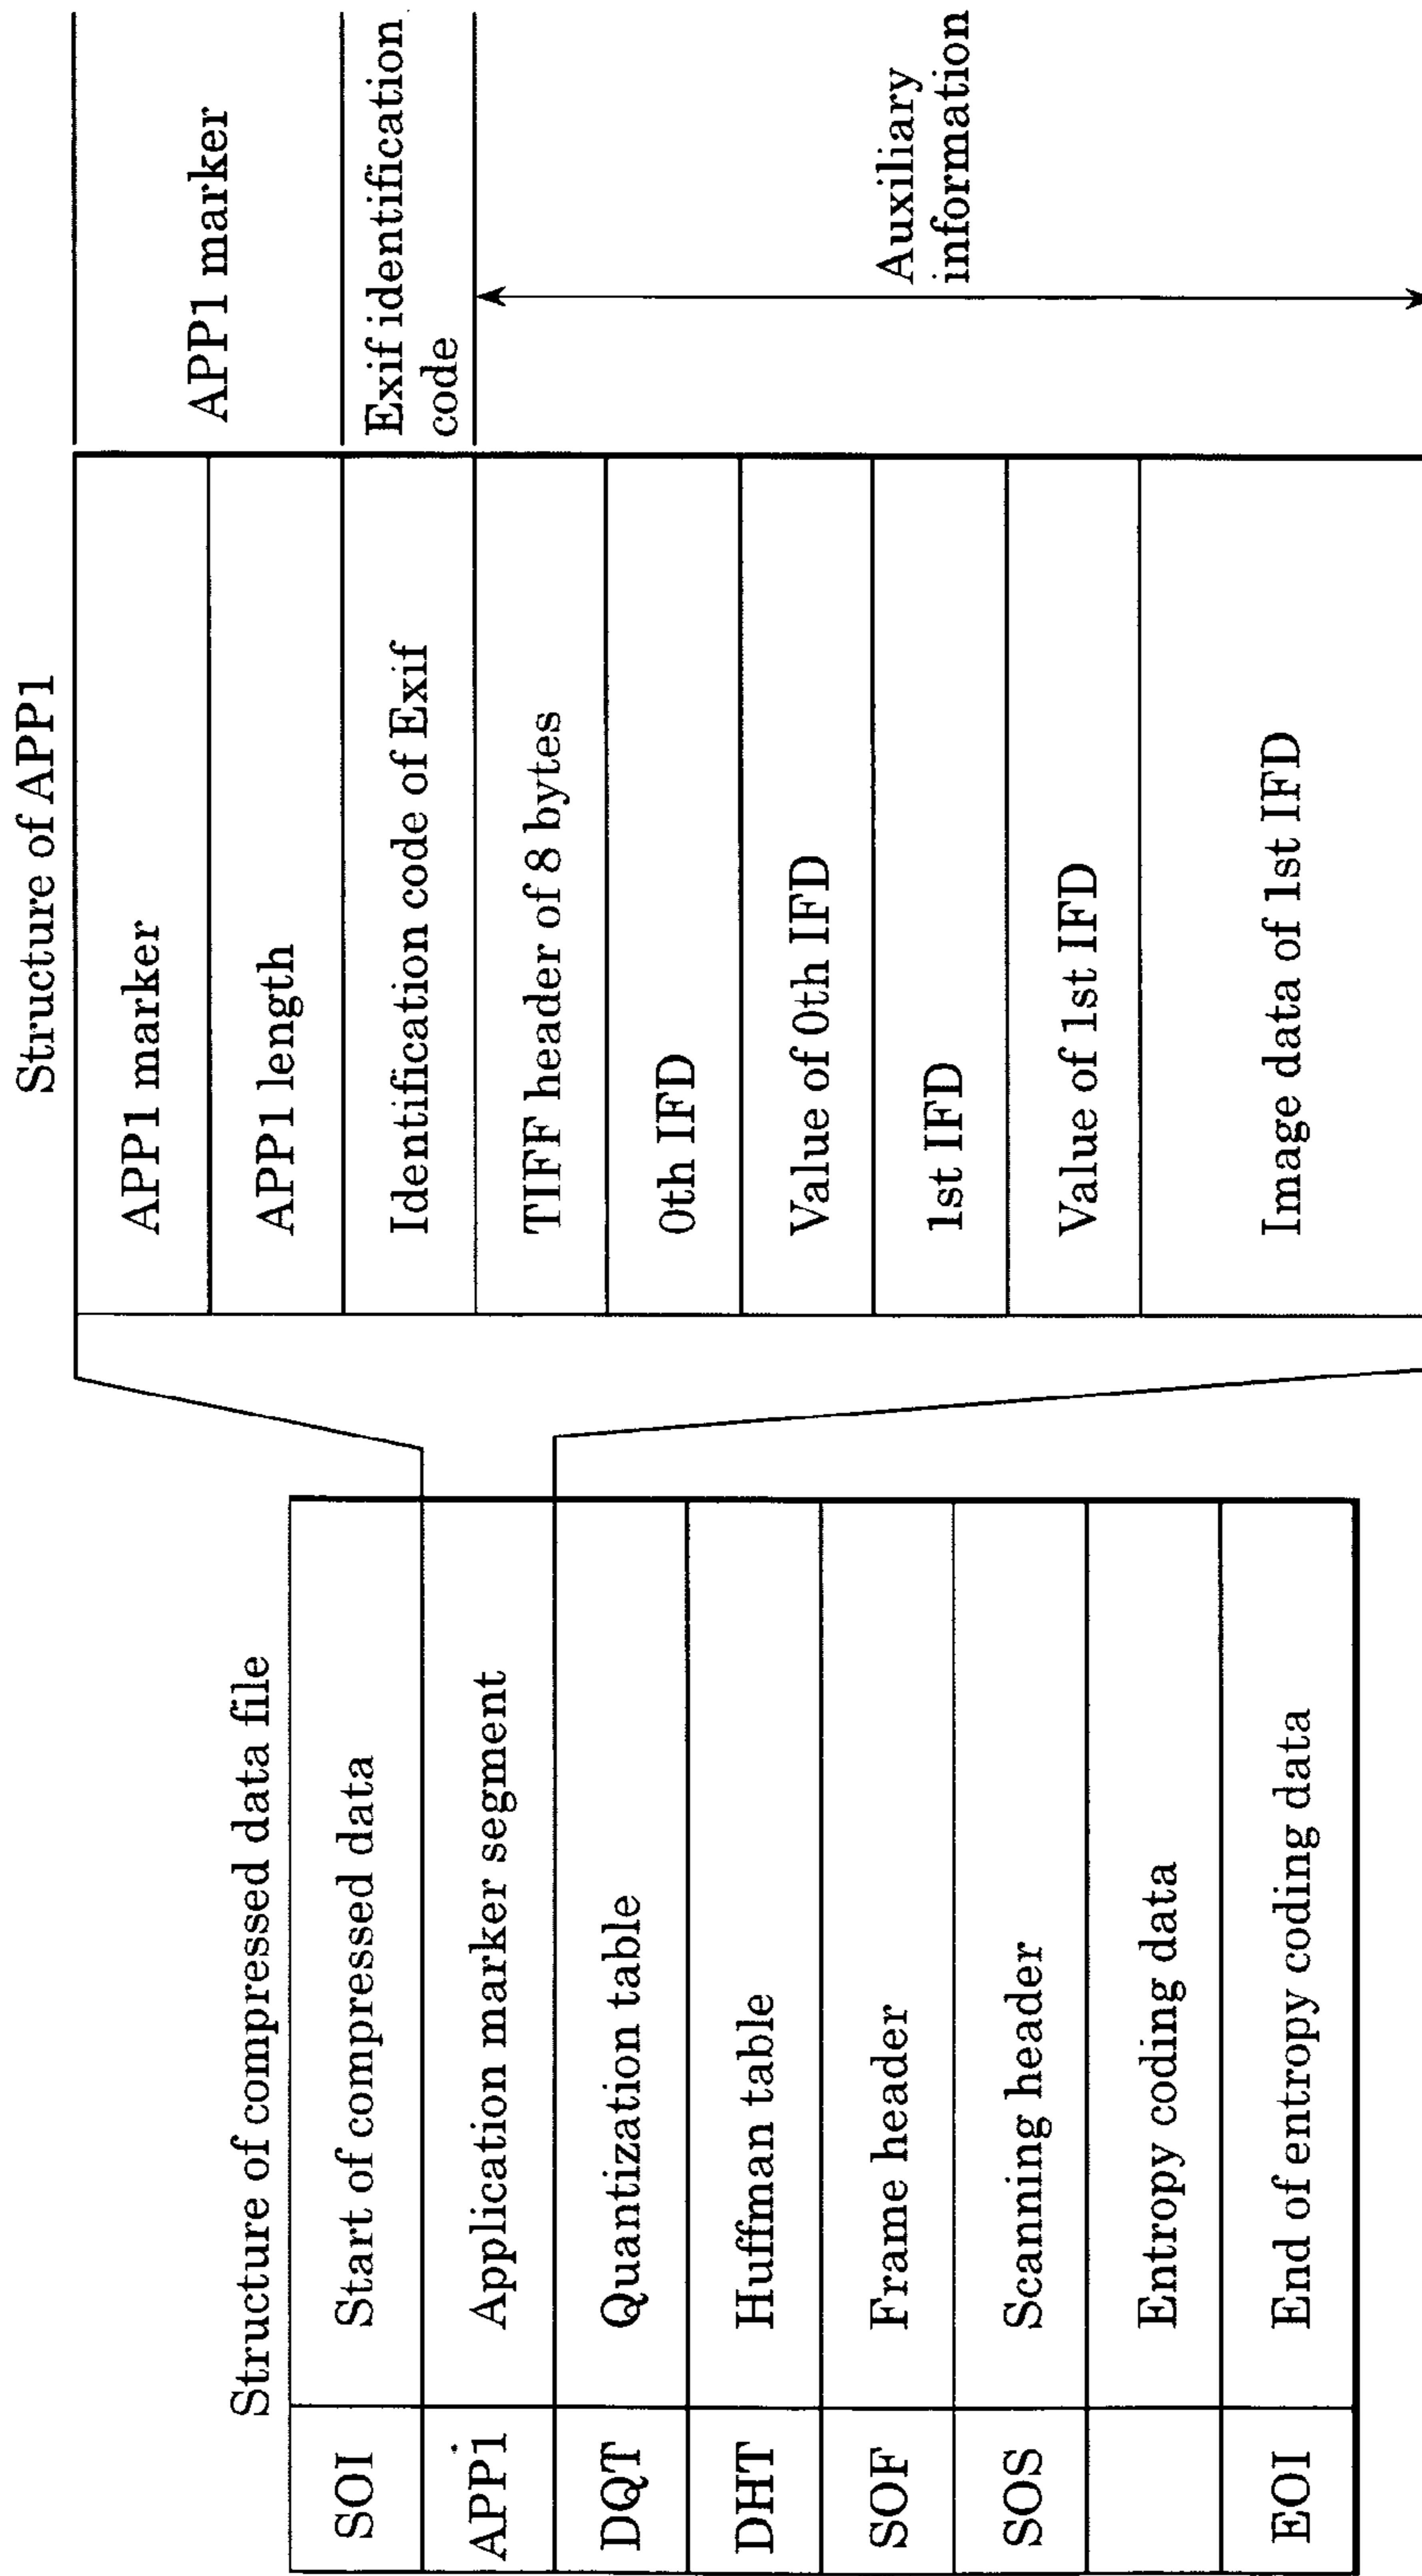 Structure of compressed data file
SOI Start of compressed data
APP1 Application marker segment
DQT Quantization table
DHT Huffman table
SOF Frame header
SOS Scanning header
Entropy coding data
EOI End of entropy coding data
Structure of APP1
APP1 marker
APP1 length
Identification code of Exif
TIFF header of 8 bytes
0th IFD
Value of 0th IFD
1st IFD
Value of 1st IFD
Image data of 1st IFD
APP1 marker
Exif identification
code
Auxiliary
information